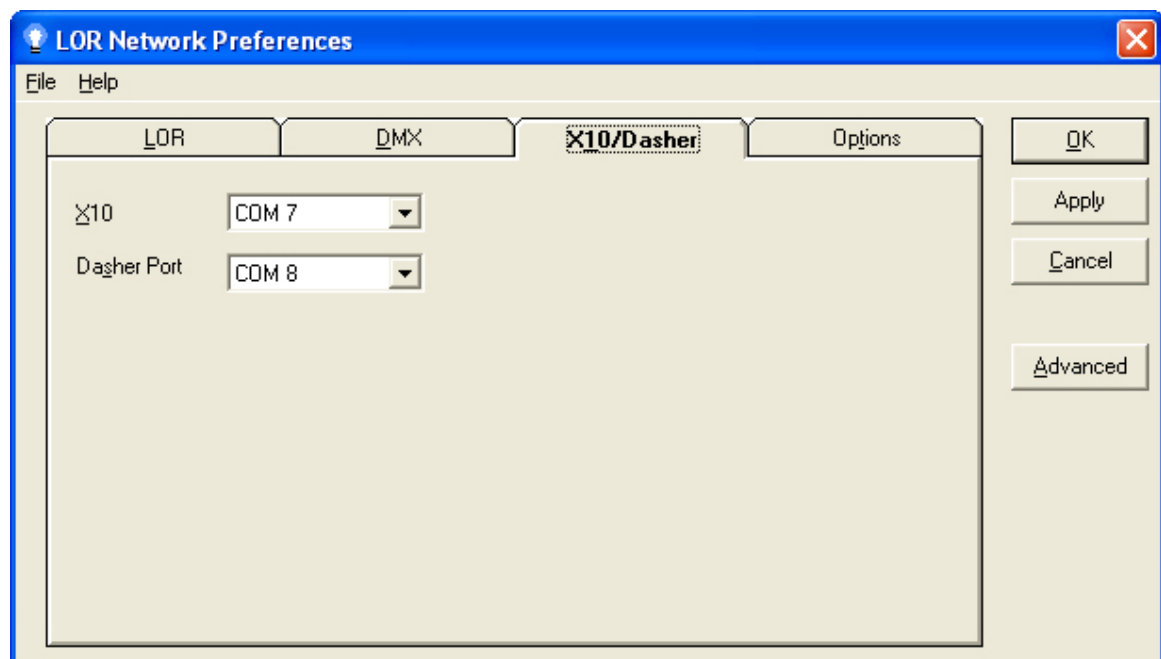 LOR Network Preferences
File Help
LOR DMX X10/Dasher Options
OK
X10 COM 7
Apply
Dasher Port COM 8
Cancel
Advanced